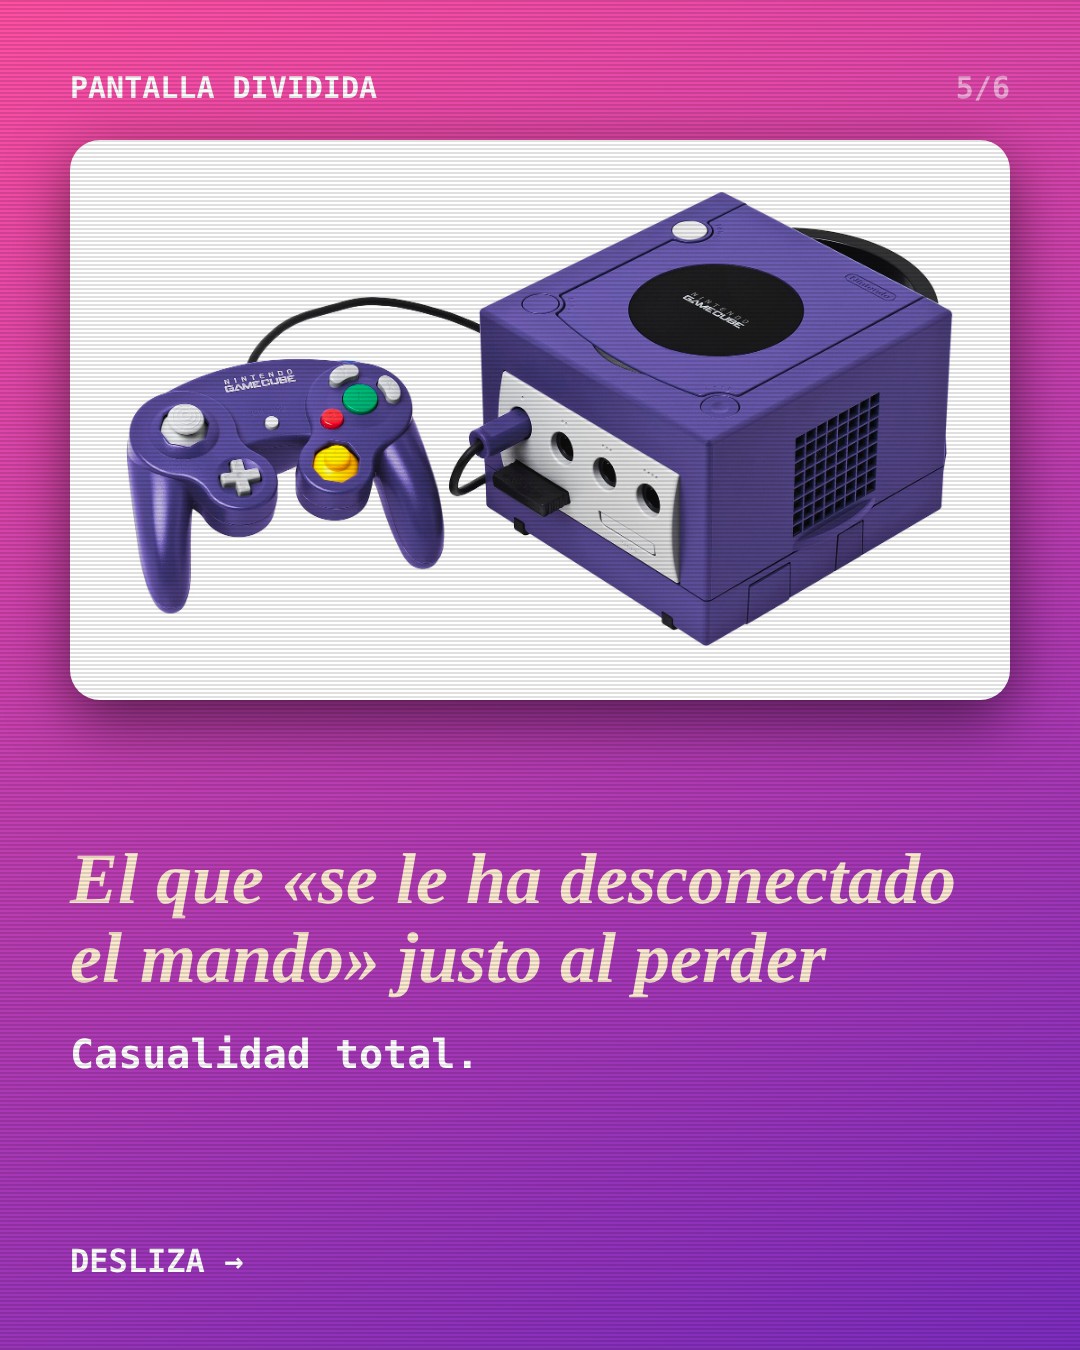 PANTALLA DIVIDIDA
5/6
NINTENDO
GAMECUBE
Nintendo
NINTENDO
GAMECUBE
El que «se le ha desconectado
el mando» justo al perder
Casualidad total.
DESLIZA →